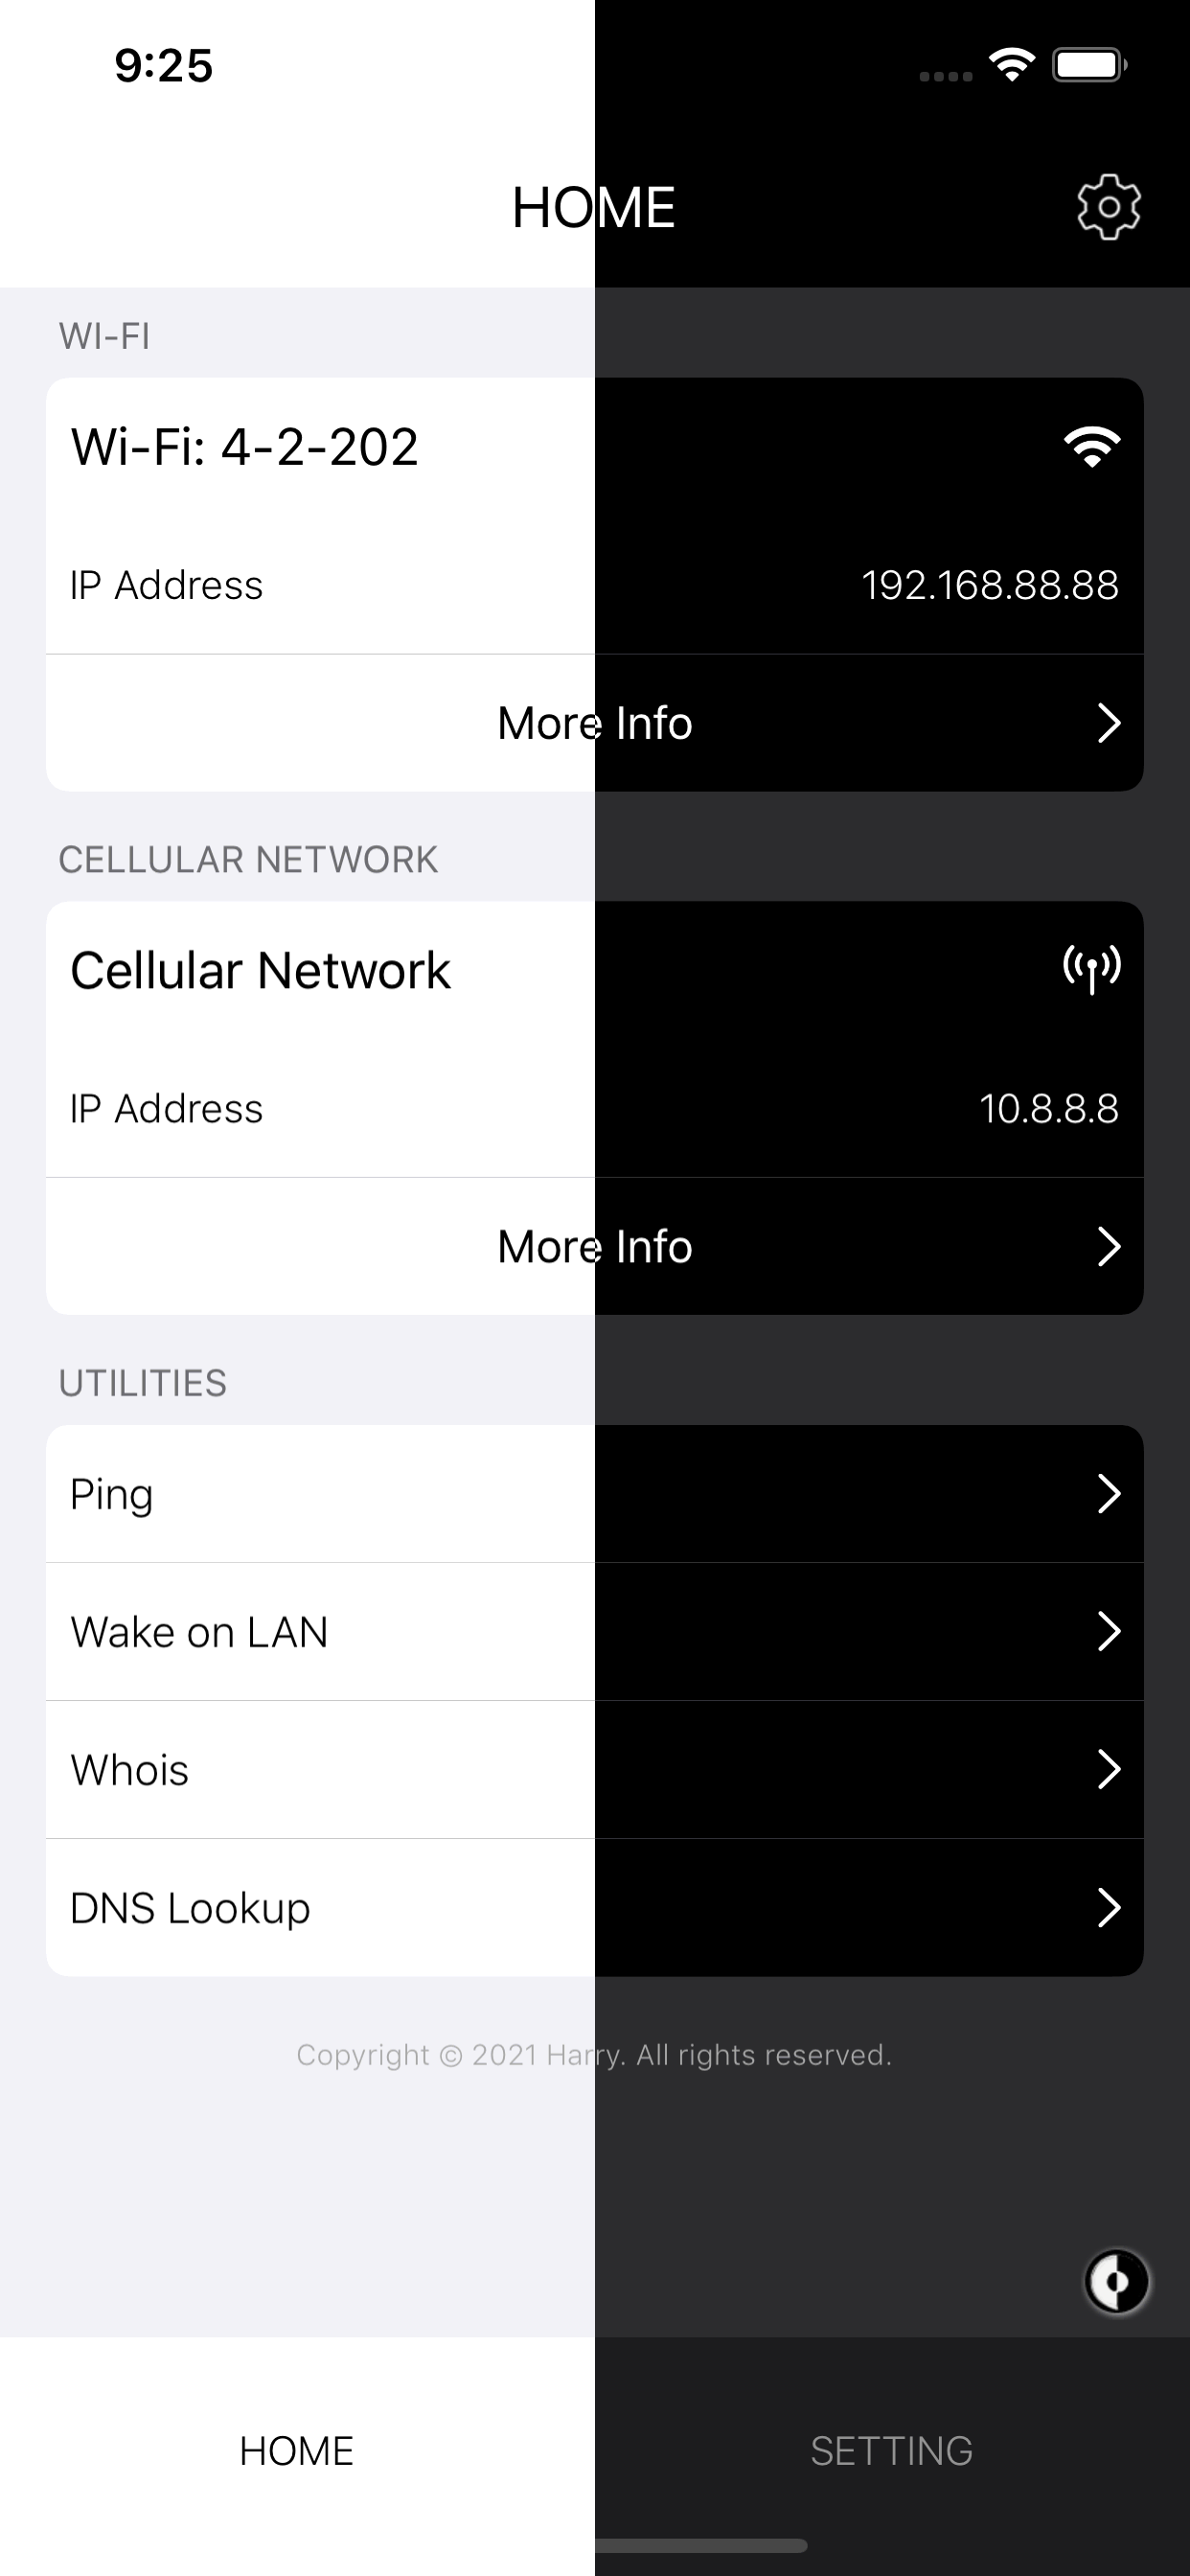 9:25
HOME
WI-FI
Wi-Fi: 4-2-202
IP Address 192.168.88.88
More Info
CELLULAR NETWORK
Cellular Network
IP Address 10.8.8.8
More Info
UTILITIES
Ping
Wake on LAN
Whois
DNS Lookup
Copyright © 2021 Harry. All rights reserved.
HOME SETTING